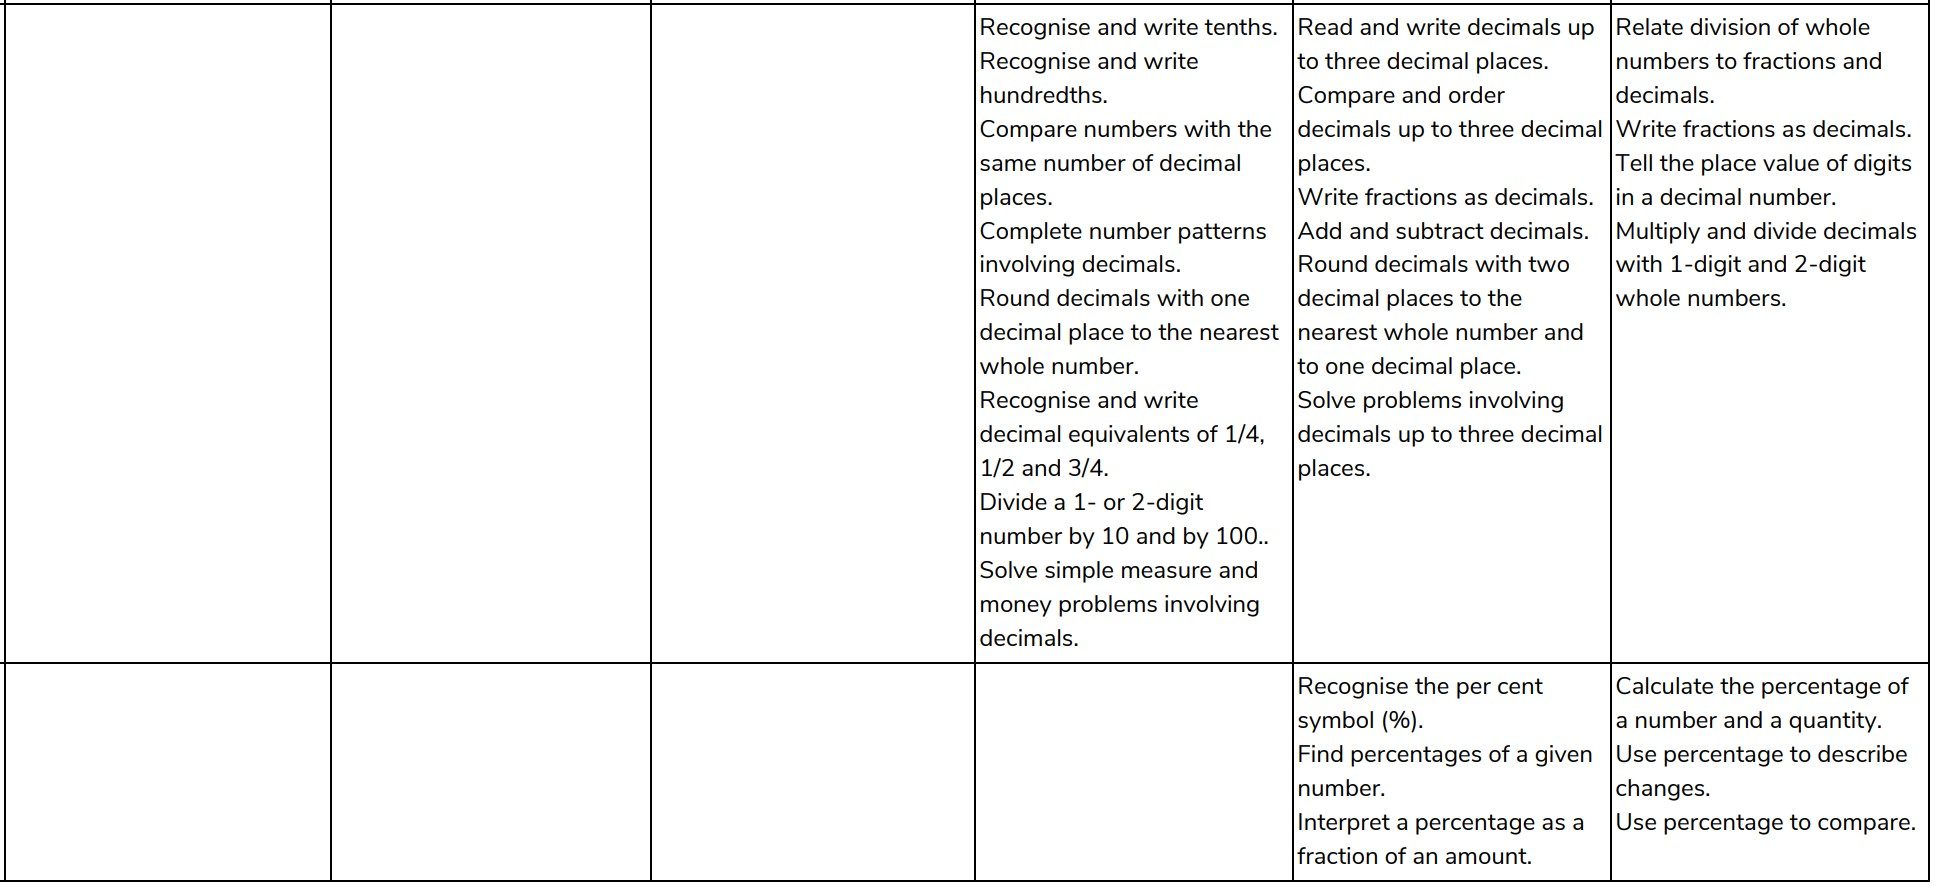 Recognise and write tenths.
Recognise and write
hundredths.
Compare numbers with the
same number of decimal
places.
Complete number patterns
involving decimals.
Round decimals with one
decimal place to the nearest
whole number.
Recognise and write
decimal equivalents of 1/4,
1/2 and 3/4.
Divide a 1- or 2-digit
number by 10 and by 100..
Solve simple measure and
money problems involving
decimals.
Read and write decimals up
to three decimal places.
Compare and order
decimals up to three decimal
places.
Write fractions as decimals.
Add and subtract decimals.
Round decimals with two
decimal places to the
nearest whole number and
to one decimal place.
Solve problems involving
decimals up to three decimal
places.
Relate division of whole
numbers to fractions and
decimals.
Write fractions as decimals.
Tell the place value of digits
in a decimal number.
Multiply and divide decimals
with 1-digit and 2-digit
whole numbers.
Recognise the per cent
symbol (%).
Find percentages of a given
number.
Interpret a percentage as a
fraction of an amount.
Calculate the percentage of
a number and a quantity.
Use percentage to describe
changes.
Use percentage to compare.